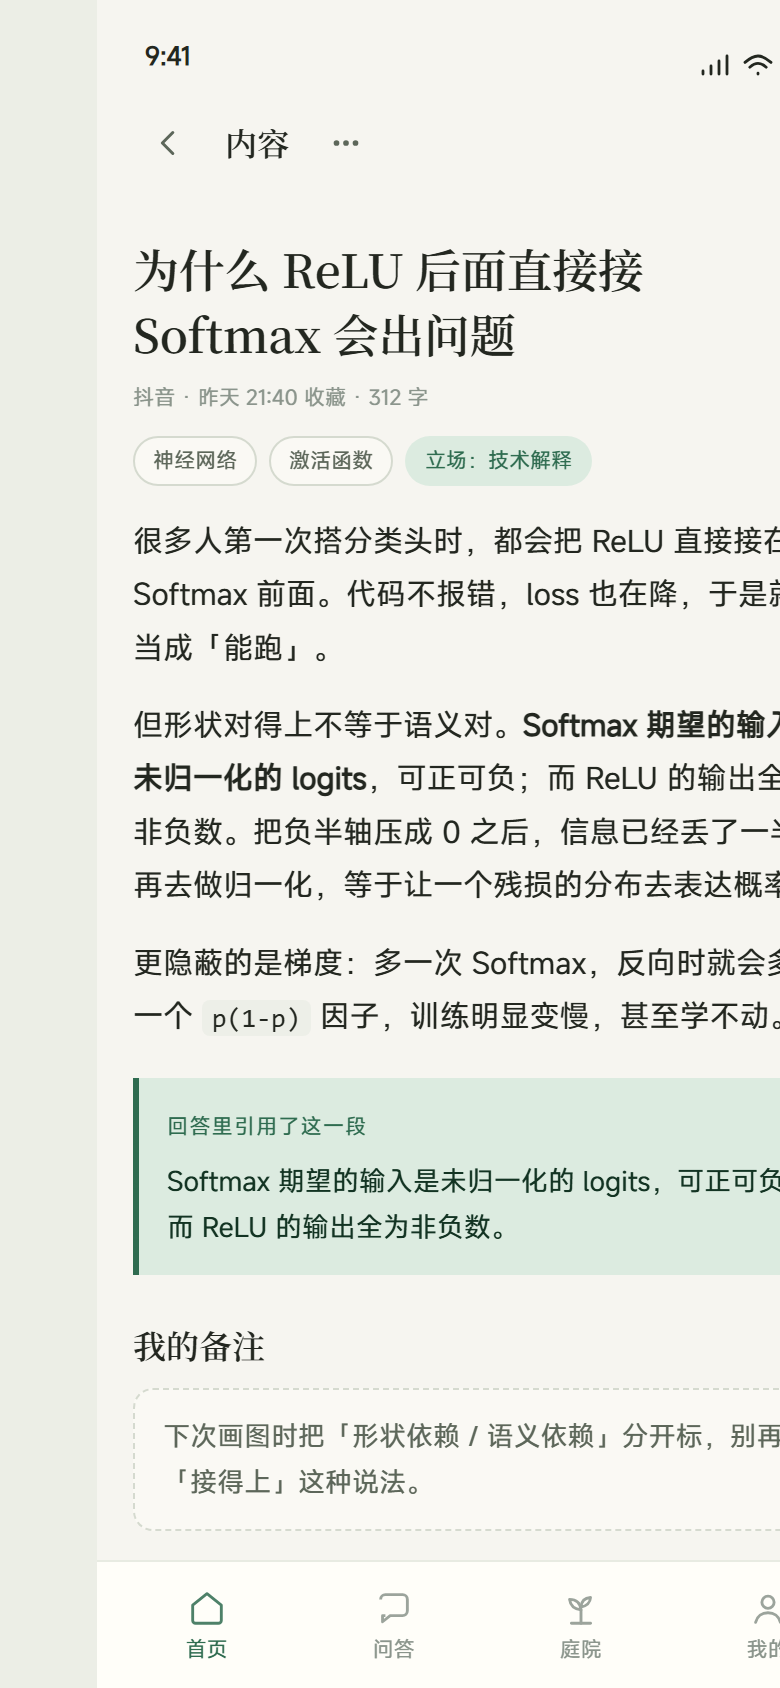 9:41
内容
为什么 ReLU 后面直接接
Softmax 会出问题
抖音 · 昨天 21:40 收藏 · 312 字
神经网络 激活函数 立场：技术解释
很多人第一次搭分类头时，都会把 ReLU 直接接在
Softmax 前面。代码不报错，loss 也在降，于是就
当成「能跑」。
但形状对得上不等于语义对。Softmax 期望的输入
未归一化的 logits，可正可负；而 ReLU 的输出全
非负数。把负半轴压成 0 之后，信息已经丢了一半
再去做归一化，等于让一个残损的分布去表达概率
更隐蔽的是梯度：多一次 Softmax，反向时就会多
一个 p(1-p) 因子，训练明显变慢，甚至学不动。
回答里引用了这一段
Softmax 期望的输入是未归一化的 logits，可正可负
而 ReLU 的输出全为非负数。
我的备注
下次画图时把「形状依赖 / 语义依赖」分开标，别再
「接得上」这种说法。
首页 问答 庭院 我的